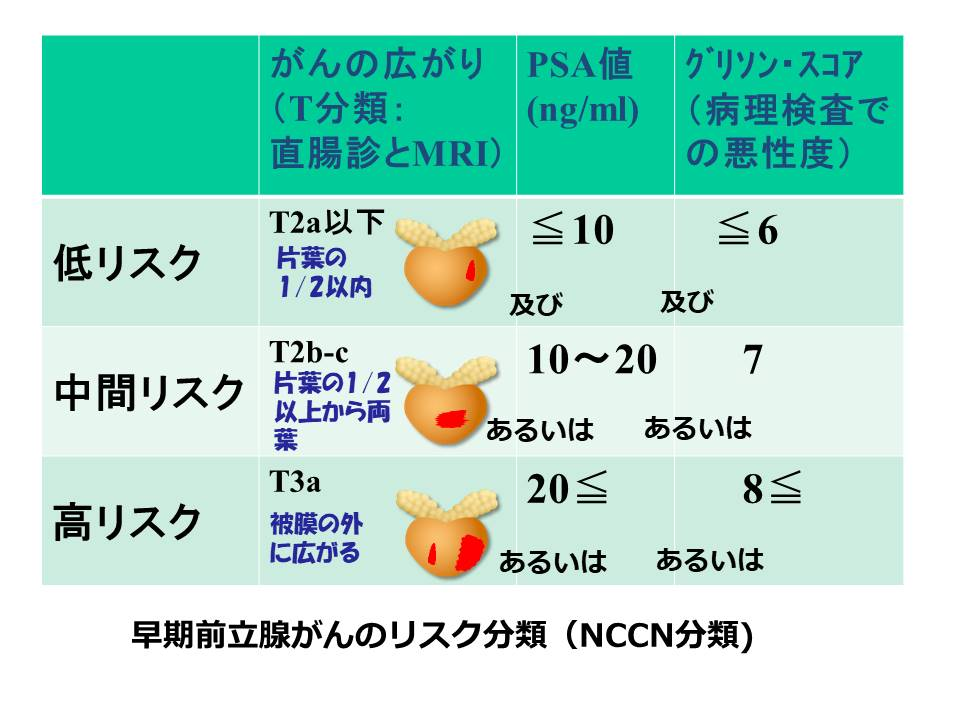 がんの広がり
（T分類：
直腸診とMRI）
PSA値
(ng/ml)
ｸﾞﾘｿﾝ・ｽｺｱ
（病理検査で
の悪性度）
低リスク
T2a以下
片葉の
1/2以内
≦10
及び
≦6
及び
中間リスク
T2b-c
片葉の1/2
以上から両
葉
10～20
あるいは
7
あるいは
高リスク
T3a
被膜の外
に広がる
20≦
あるいは
8≦
あるいは
早期前立腺がんのリスク分類（NCCN分類)